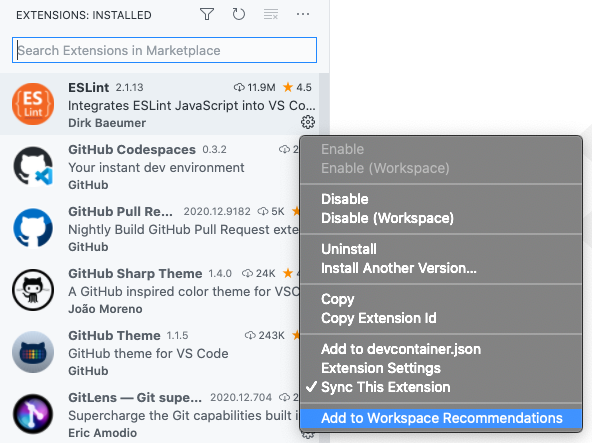 EXTENSIONS: INSTALLED
Search Extensions in Marketplace
ES
Lint
ESLint 2.1.13 11.9M 4.5
Integrates ESLint JavaScript into VS Co...
Dirk Baeumer
GitHub Codespaces 0.3.2
Your instant dev environment
GitHub
GitHub Pull Re... 2020.12.9182 5K
Nightly Build GitHub Pull Request exte
GitHub
GitHub Sharp Theme 1.4.0 24K
A GitHub inspired color theme for VSC
João Moreno
GitHub Theme 1.1.5 243K
GitHub theme for VS Code
GitHub
GitLens — Git supe... 2020.12.704
Supercharge the Git capabilities built i
Eric Amodio
Enable
Enable (Workspace)
Disable
Disable (Workspace)
Uninstall
Install Another Version...
Copy
Copy Extension Id
Add to devcontainer.json
Extension Settings
✓ Sync This Extension
Add to Workspace Recommendations